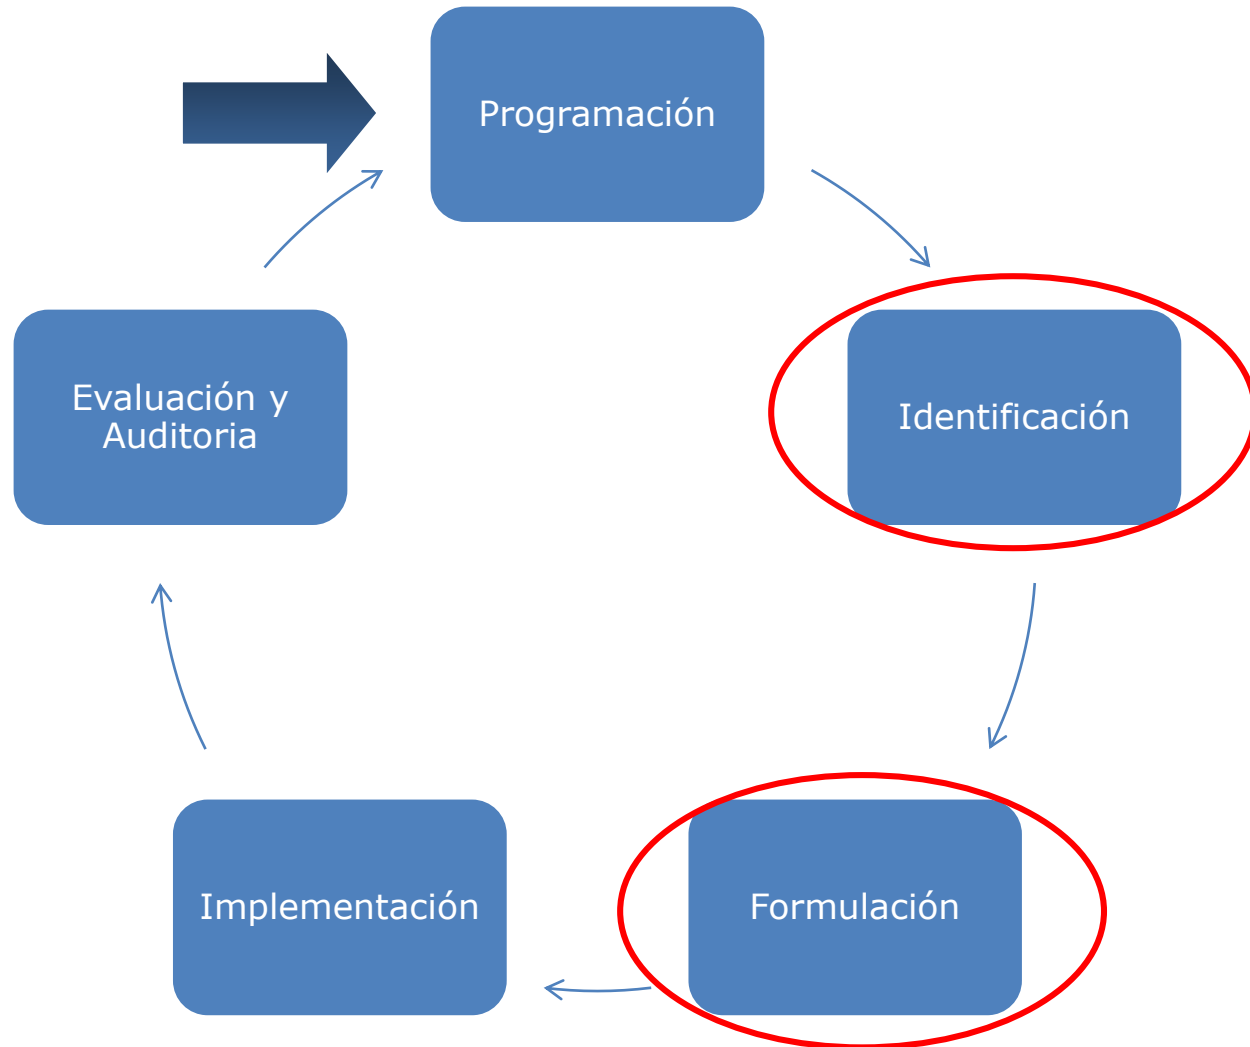 Programación
Identificación
Formulación
Implementación
Evaluación y
Auditoria